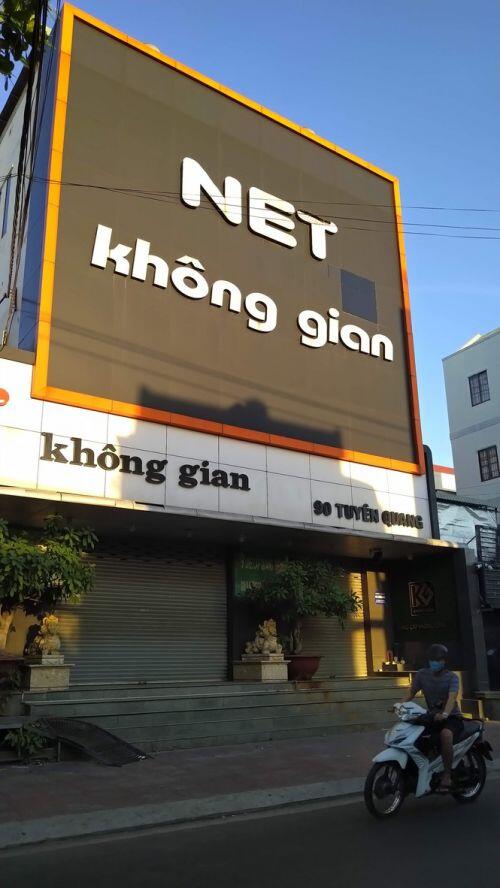 NET
không gian
không gian
90 TUYÊN QUANG